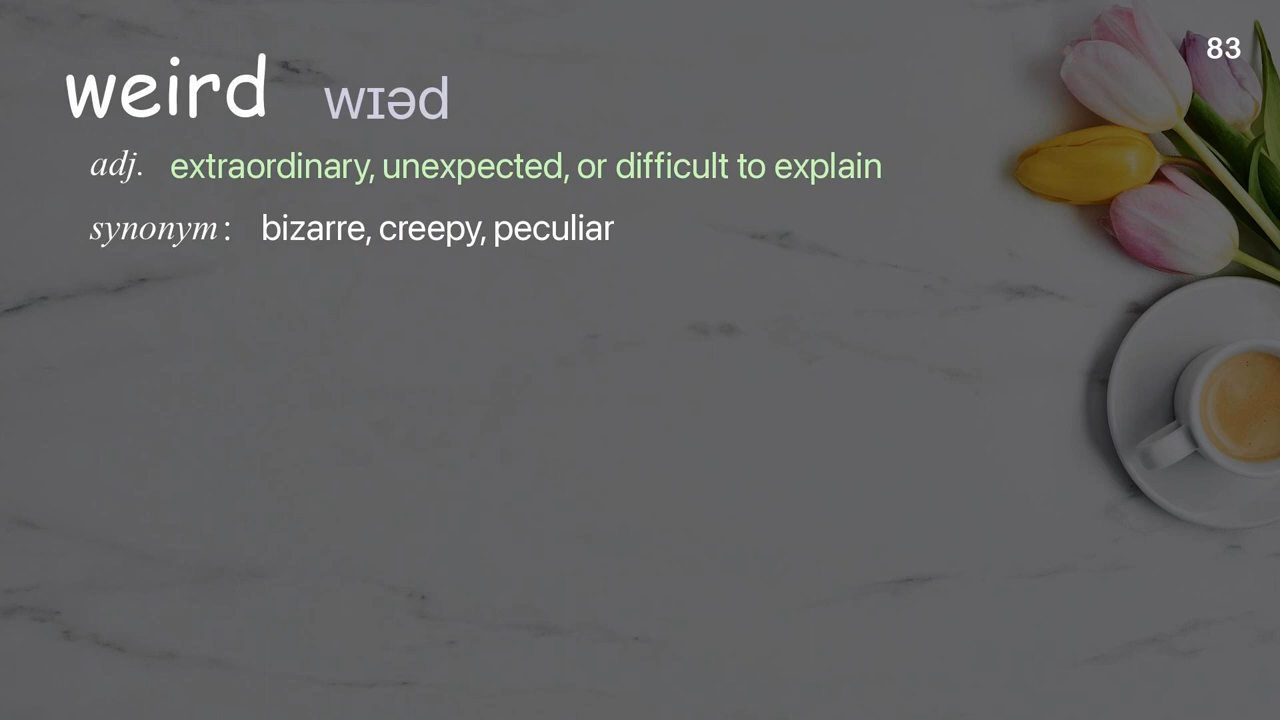 83
weird wɪəd
adj. extraordinary, unexpected, or difficult to explain
synonym : bizarre, creepy, peculiar